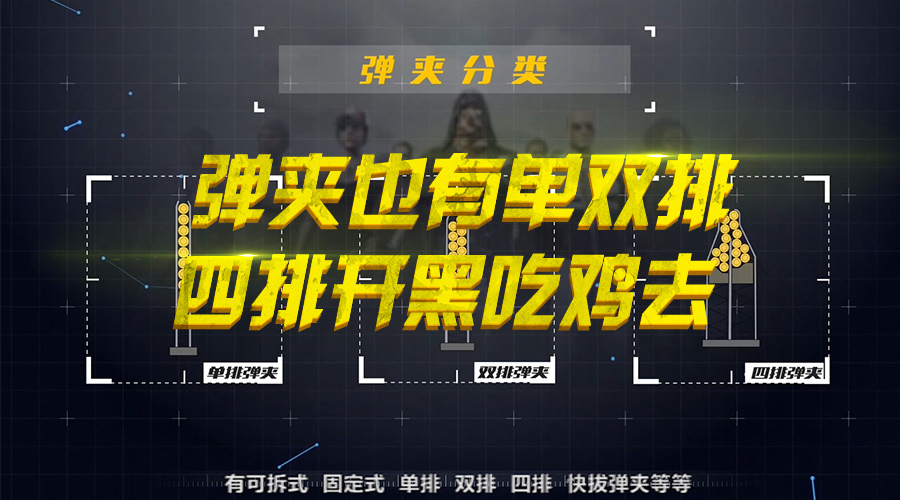 弹夹分类
弹夹也有单双排
四排开黑吃鸡去
单排弹夹
双排弹夹
四排弹夹
有可拆式 固定式 单排 双排 四排 快拔弹夹等等